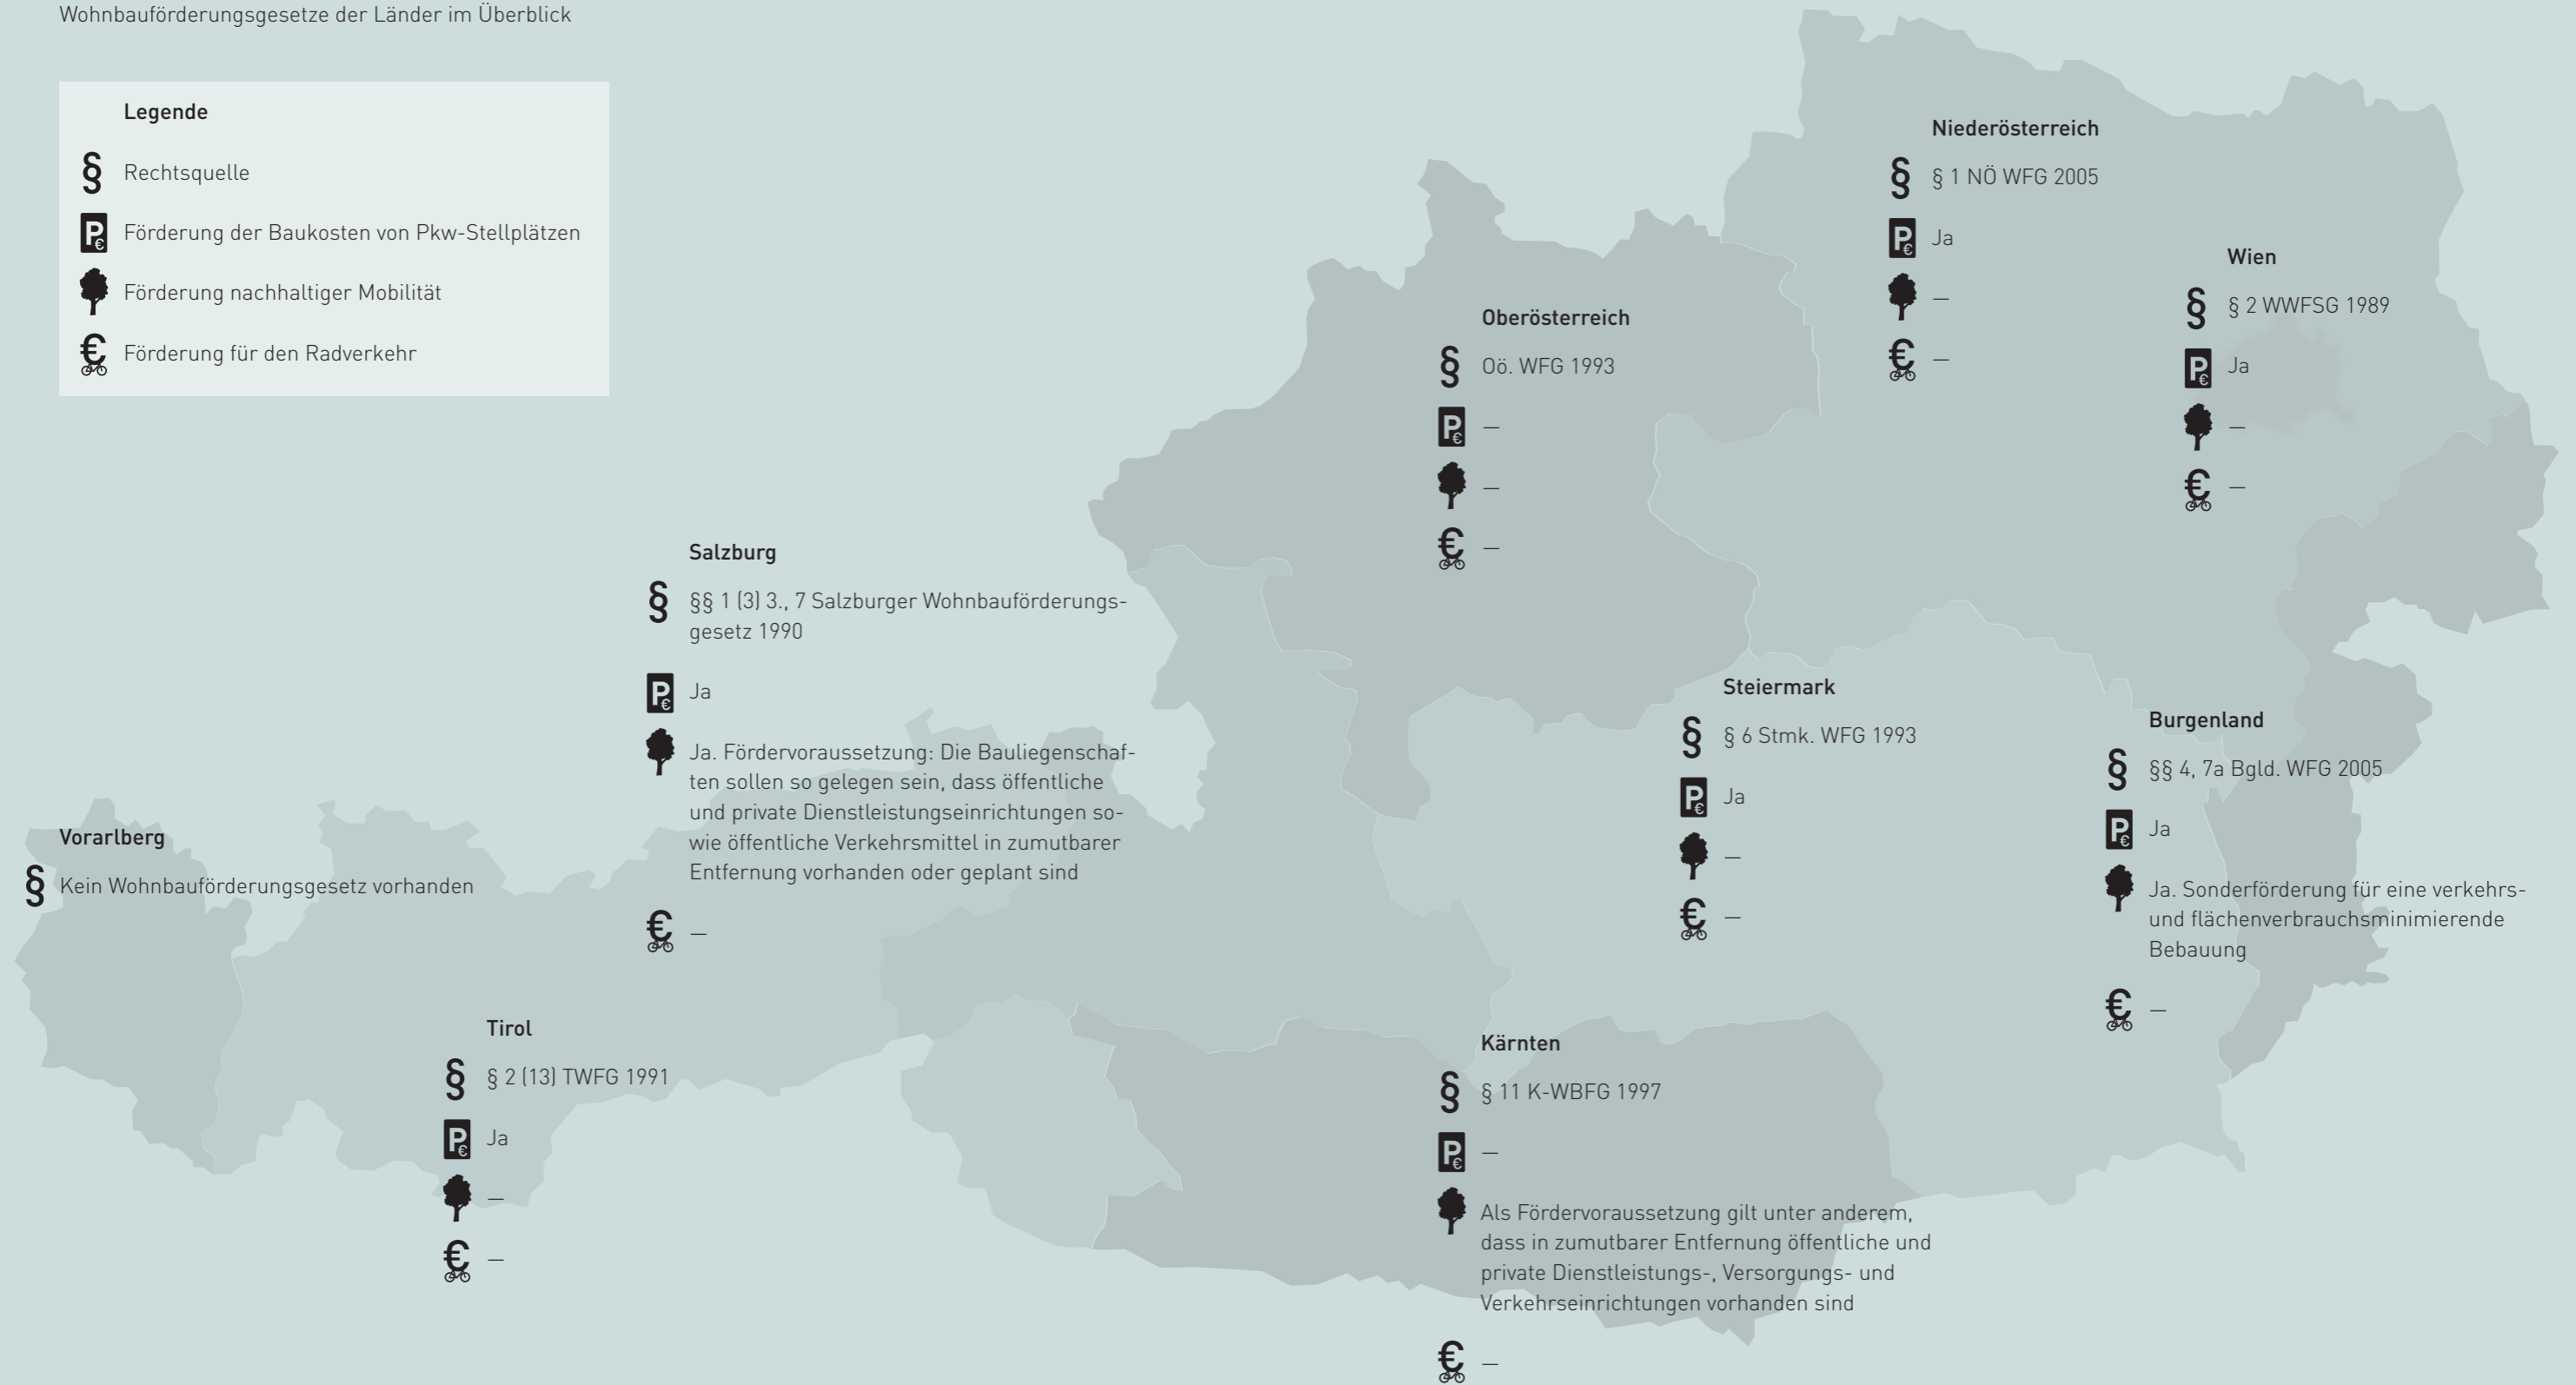 Wohnbauförderungsgesetze der Länder im Überblick
Legende
§ Rechtsquelle
P€ Förderung der Baukosten von Pkw-Stellplätzen
Förderung nachhaltiger Mobilität
€ Förderung für den Radverkehr
Niederösterreich
§ § 1 NÖ WFG 2005
P€ Ja
—
€ —
Wien
§ § 2 WWFSG 1989
P€ Ja
—
€ —
Oberösterreich
§ Oö. WFG 1993
P€ —
—
€ —
Salzburg
§ §§ 1 (3) 3., 7 Salzburger Wohnbauförderungs-
gesetz 1990
P€ Ja
Ja. Fördervoraussetzung: Die Bauliegenschaf-
ten sollen so gelegen sein, dass öffentliche
und private Dienstleistungseinrichtungen so-
wie öffentliche Verkehrsmittel in zumutbarer
Entfernung vorhanden oder geplant sind
€ —
Steiermark
§ § 6 Stmk. WFG 1993
P€ Ja
—
€ —
Burgenland
§ §§ 4, 7a Bgld. WFG 2005
P€ Ja
Ja. Sonderförderung für eine verkehrs-
und flächenverbrauchsminimierende
Bebauung
€ —
Vorarlberg
§ Kein Wohnbauförderungsgesetz vorhanden
Tirol
§ § 2 (13) TWFG 1991
P€ Ja
—
€ —
Kärnten
§ § 11 K-WBFG 1997
P€ —
Als Fördervoraussetzung gilt unter anderem,
dass in zumutbarer Entfernung öffentliche und
private Dienstleistungs-, Versorgungs- und
Verkehrseinrichtungen vorhanden sind
€ —